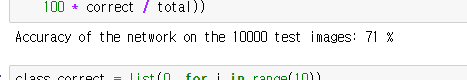 100 * correct / total))
Accuracy of the network on the 10000 test images: 71 %
class_correct = list(0. for i in range(10))